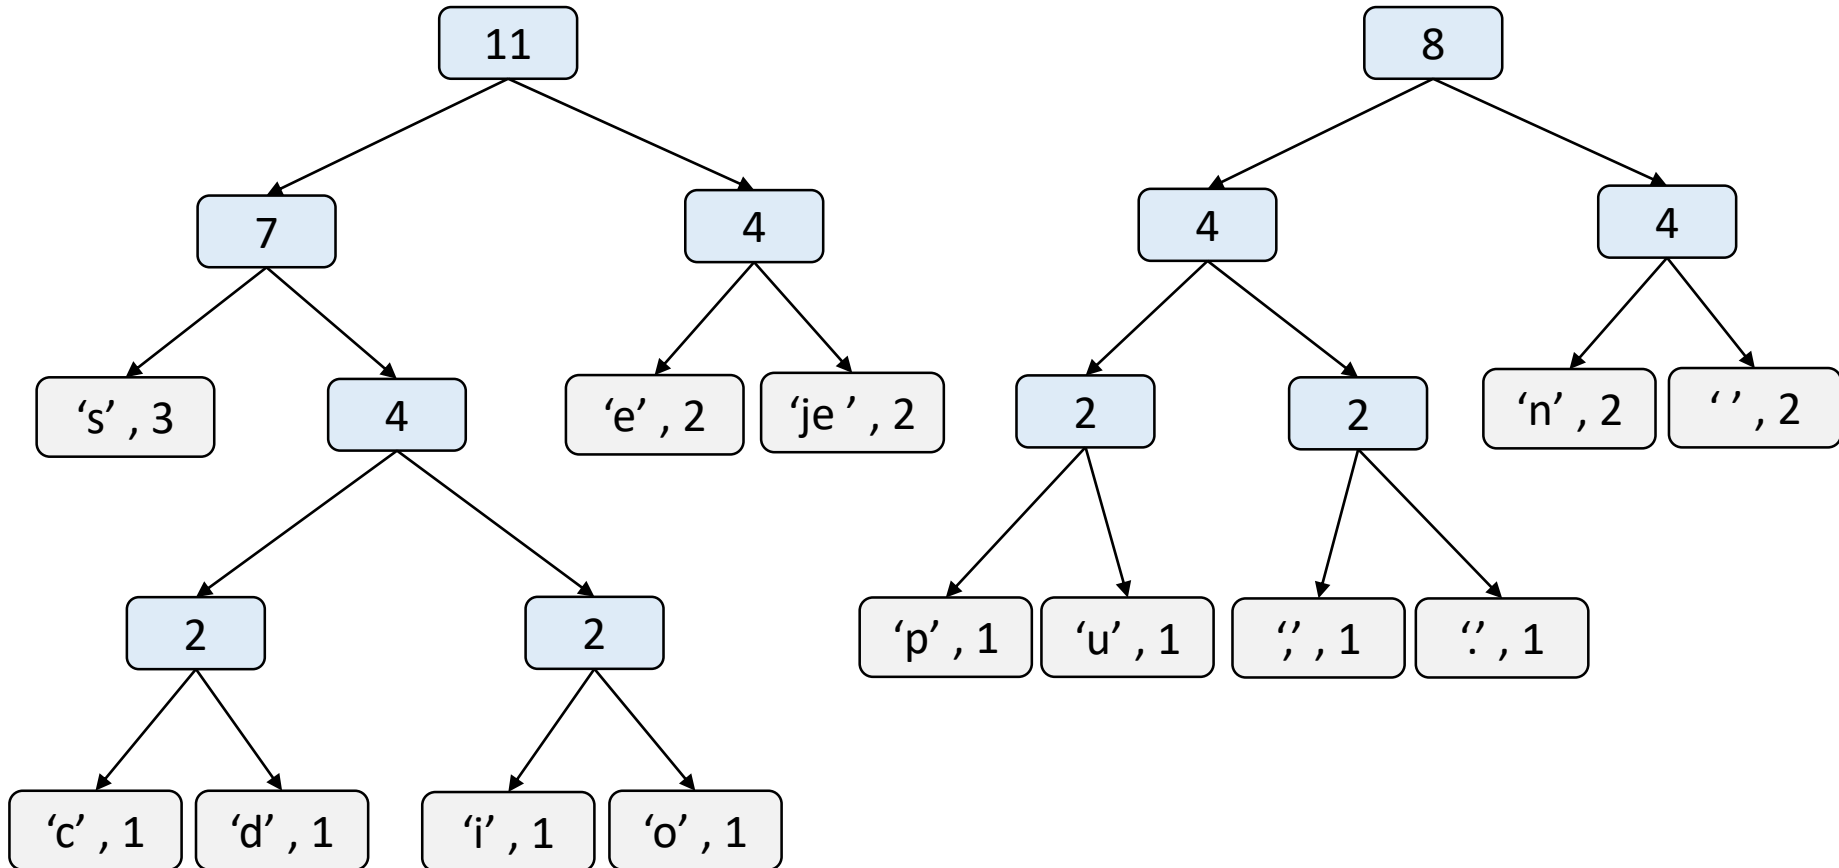 11 8
7 4 4 4
‘s’ , 3 4 ‘e’ , 2 ‘je ’ , 2 2 2 ‘n’ , 2 ‘ ’ , 2
2 2 ‘p’ , 1 ‘u’ , 1 ‘,’ , 1 ‘.’ , 1
‘c’ , 1 ‘d’ , 1 ‘i’ , 1 ‘o’ , 1